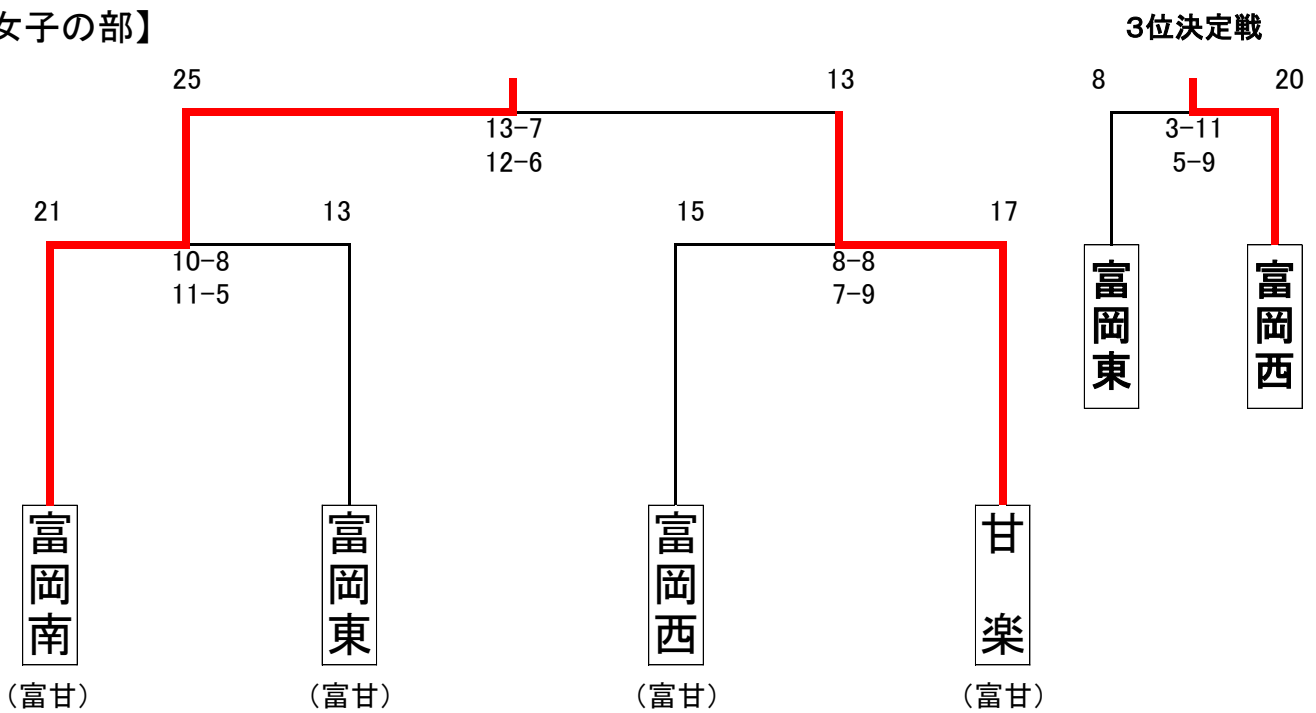 女子の部】
3位決定戦
25
13
8
20
13-7
12-6
3-11
5-9
21
13
15
17
10-8
11-5
8-8
7-9
富岡東
富岡西
富岡南
富岡東
富岡西
甘楽
（富甘）
（富甘）
（富甘）
（富甘）